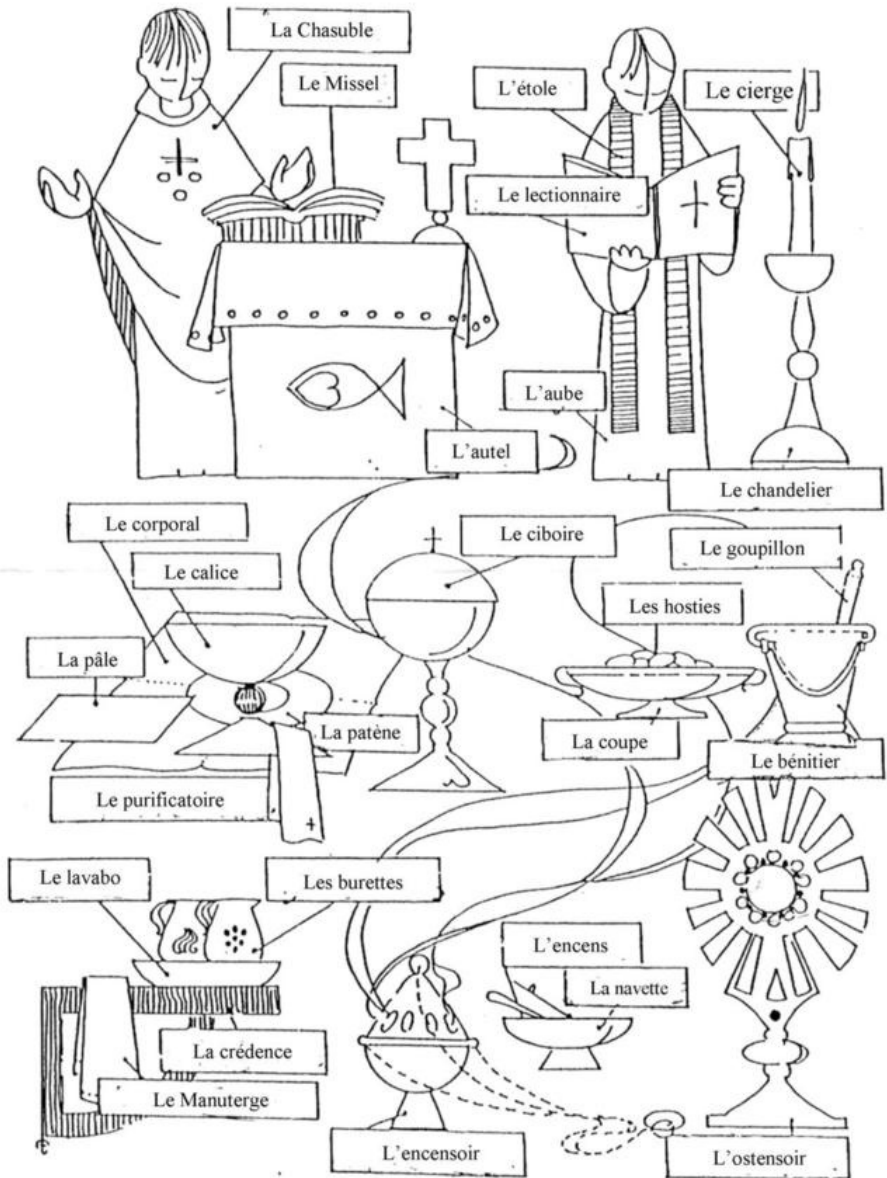 La Chasuble
Le Missel
L'étole
Le cierge
Le lectionnaire
L'aube
L'autel
Le chandelier
Le corporal
Le ciboire
Le goupillon
Le calice
Les hosties
La pâle
La patène
La coupe
Le bénitier
Le purificatoire
Le lavabo
Les burettes
L'encens
La navette
La crédence
Le Manuterge
L'encensoir
L'ostensoir